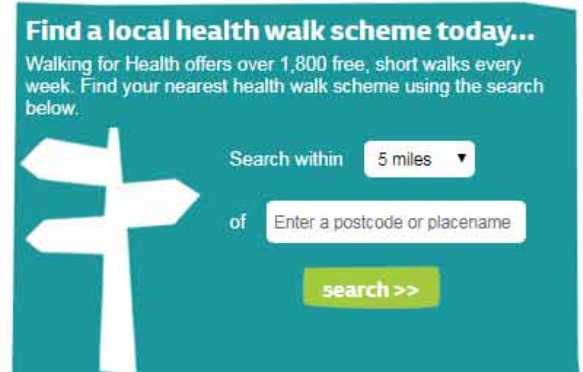 Find a local health walk scheme today...
Walking for Health offers over 1,800 free, short walks every
week. Find your nearest health walk scheme using the search
below.
Search within 5 miles
of Enter a postcode or placename
search >>